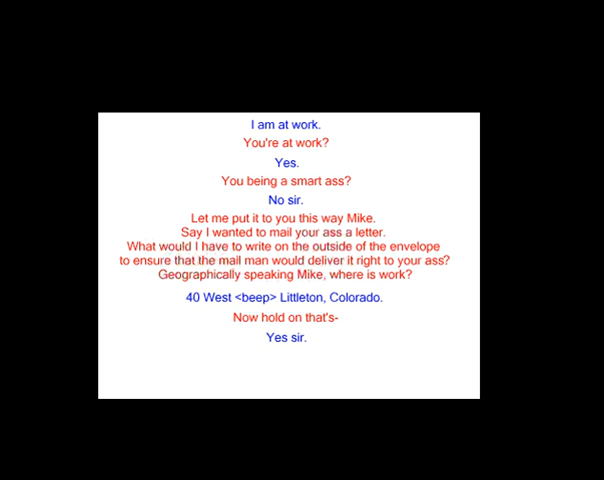 I am at work.
You're at work?
Yes.
You being a smart ass?
No sir.
Let me put it to you this way Mike.
Say I wanted to mail your ass a letter.
What would I have to write on the outside of the envelope
to ensure that the mail man would deliver it right to your ass?
Geographically speaking Mike, where is work?
40 West <beep> Littleton, Colorado.
Now hold on that's-
Yes sir.